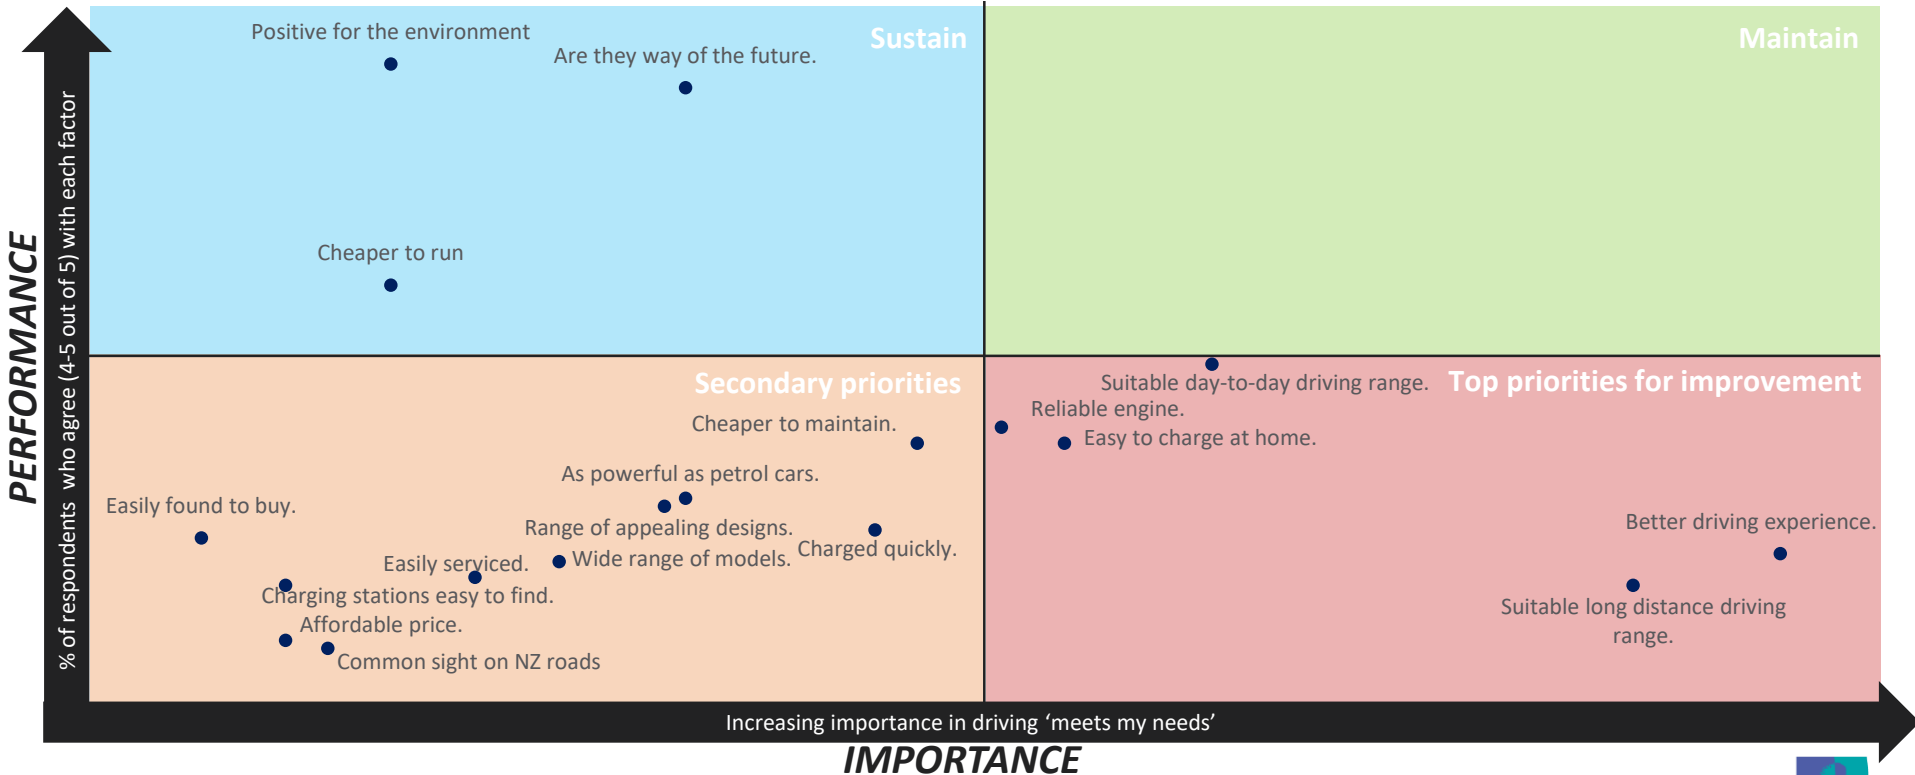 Positive for the environment
Are they way of the future.
Sustain
Maintain
Cheaper to run
PERFORMANCE
% of respondents who agree (4-5 out of 5) with each factor
Secondary priorities
Suitable day-to-day driving range.
Top priorities for improvement
Cheaper to maintain.
Reliable engine.
Easy to charge at home.
As powerful as petrol cars.
Easily found to buy.
Range of appealing designs.
Better driving experience.
Charged quickly.
Easily serviced.
Wide range of models.
Charging stations easy to find.
Suitable long distance driving
range.
Affordable price.
Common sight on NZ roads
Increasing importance in driving ‘meets my needs’
IMPORTANCE